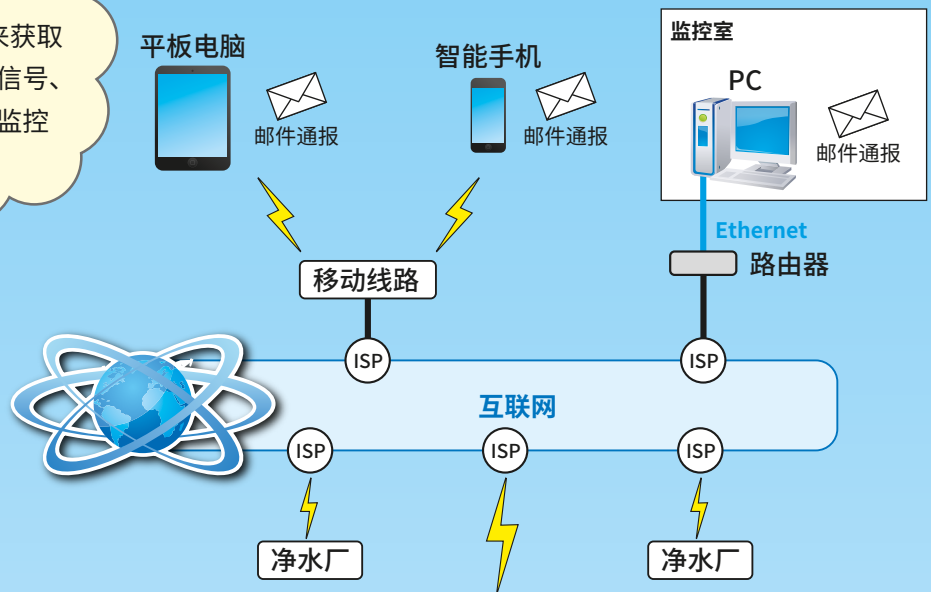 来获取
信号、
监控
平板电脑
邮件通报
智能手机
邮件通报
监控室
PC
邮件通报
Ethernet
路由器
移动线路
ISP
ISP
互联网
ISP
ISP
ISP
净水厂
净水厂